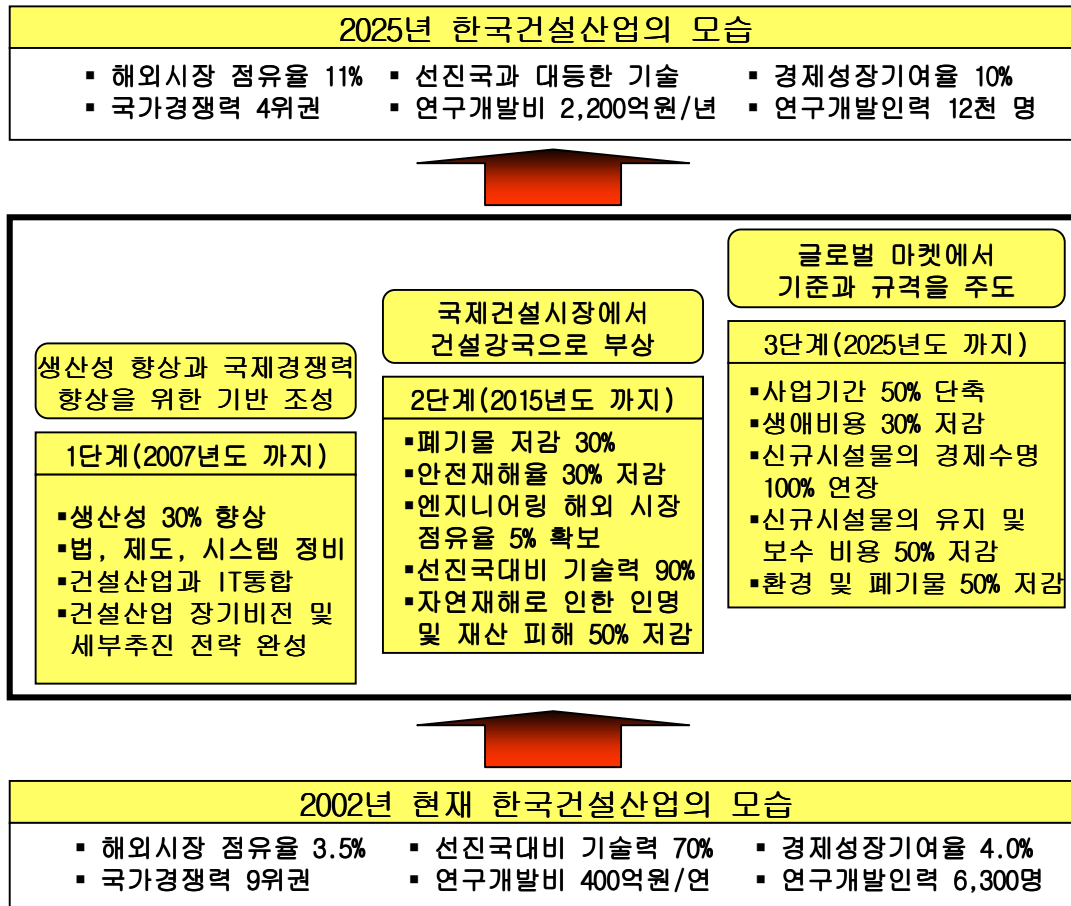 2025년 한국건설산업의 모습
▪ 해외시장 점유율 11% ▪ 선진국과 대등한 기술 ▪ 경제성장기여율 10%
▪ 국가경쟁력 4위권 ▪ 연구개발비 2,200억원/년 ▪ 연구개발인력 12천 명
생산성 향상과 국제경쟁력
향상을 위한 기반 조성
1단계(2007년도 까지)
▪생산성 30% 향상
▪법, 제도, 시스템 정비
▪건설산업과 IT통합
▪건설산업 장기비전 및
세부추진 전략 완성
국제건설시장에서
건설강국으로 부상
2단계(2015년도 까지)
▪폐기물 저감 30%
▪안전재해율 30% 저감
▪엔지니어링 해외 시장
점유율 5% 확보
▪선진국대비 기술력 90%
▪자연재해로 인한 인명
및 재산 피해 50% 저감
글로벌 마켓에서
기준과 규격을 주도
3단계(2025년도 까지)
▪사업기간 50% 단축
▪생애비용 30% 저감
▪신규시설물의 경제수명
100% 연장
▪신규시설물의 유지 및
보수 비용 50% 저감
▪환경 및 폐기물 50% 저감
2002년 현재 한국건설산업의 모습
▪ 해외시장 점유율 3.5% ▪ 선진국대비 기술력 70% ▪ 경제성장기여율 4.0%
▪ 국가경쟁력 9위권 ▪ 연구개발비 400억원/연 ▪ 연구개발인력 6,300명